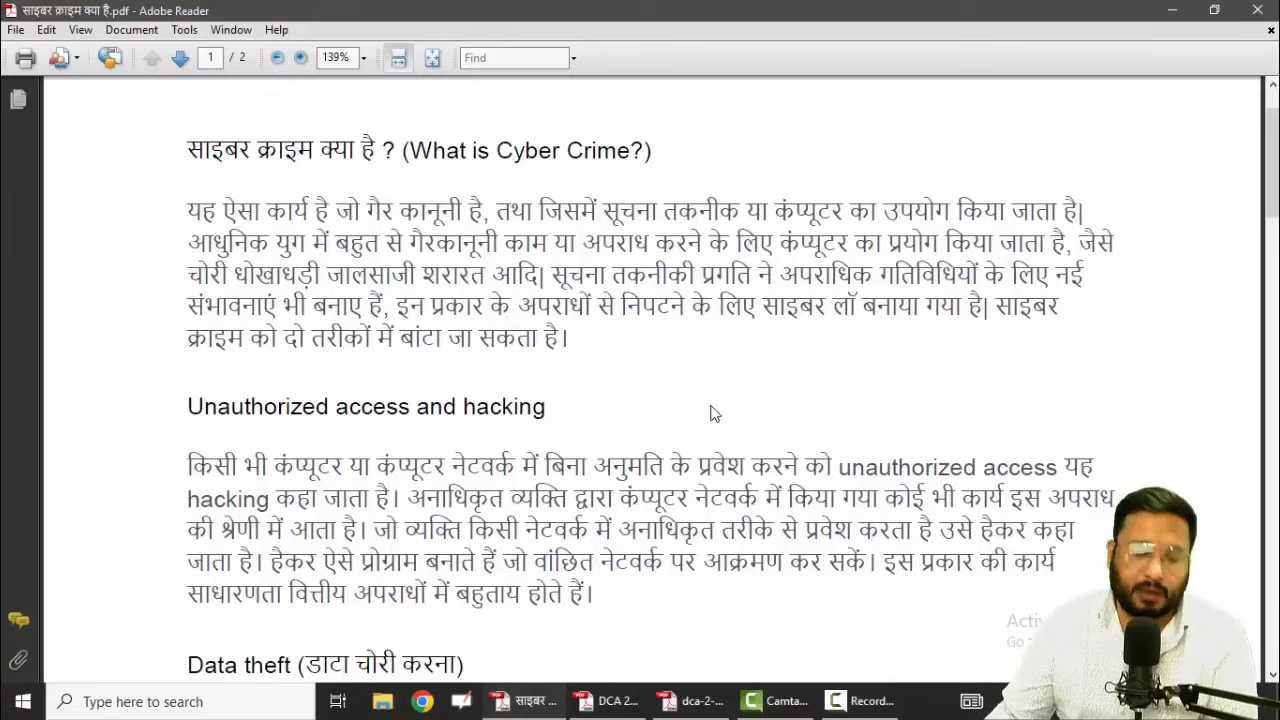 साइबर क्राइम क्या है.pdf - Adobe Reader
File Edit View Document Tools Window Help
1 / 2 139% Find
साइबर क्राइम क्या है ? (What is Cyber Crime?)
यह ऐसा कार्य है जो गैर कानूनी है, तथा जिसमें सूचना तकनीक या कंप्यूटर का उपयोग किया जाता है|
आधुनिक युग में बहुत से गैरकानूनी काम या अपराध करने के लिए कंप्यूटर का प्रयोग किया जाता है, जैसे
चोरी धोखाधड़ी जालसाजी शरारत आदि| सूचना तकनीकी प्रगति ने अपराधिक गतिविधियों के लिए नई
संभावनाएं भी बनाए हैं, इन प्रकार के अपराधों से निपटने के लिए साइबर लॉ बनाया गया है| साइबर
क्राइम को दो तरीकों में बांटा जा सकता है।
Unauthorized access and hacking
किसी भी कंप्यूटर या कंप्यूटर नेटवर्क में बिना अनुमति के प्रवेश करने को unauthorized access यह
hacking कहा जाता है। अनाधिकृत व्यक्ति द्वारा कंप्यूटर नेटवर्क में किया गया कोई भी कार्य इस अपराध
की श्रेणी में आता है। जो व्यक्ति किसी नेटवर्क में अनाधिकृत तरीके से प्रवेश करता है उसे हैकर कहा
जाता है। हैकर ऐसे प्रोग्राम बनाते हैं जो वांछित नेटवर्क पर आक्रमण कर सकें। इस प्रकार की कार्य
साधारणता वित्तीय अपराधों में बहुताय होते हैं।
Activ
Go
Data theft (डाटा चोरी करना)
Type here to search साइबर ... DCA 2... dca-2-... Camta... Record...